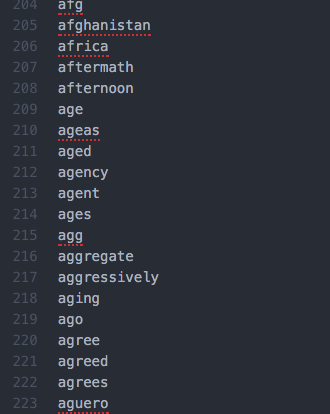 204 afg
205 afghanistan
206 africa
207 aftermath
208 afternoon
209 age
210 ageas
211 aged
212 agency
213 agent
214 ages
215 agg
216 aggregate
217 aggressively
218 aging
219 ago
220 agree
221 agreed
222 agrees
223 aguero